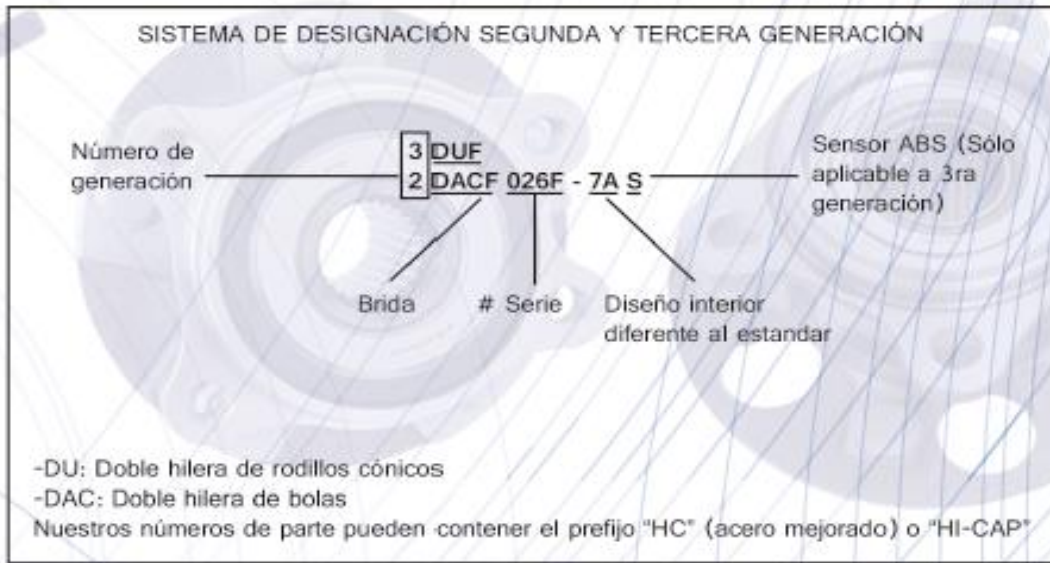 SISTEMA DE DESIGNACIÓN SEGUNDA Y TERCERA GENERACIÓN
Número de
generación
3 DUF
2 DACF 026F - 7A S
Sensor ABS (Sólo
aplicable a 3ra
generación)
Brida
# Serie
Diseño interior
diferente al estandar
-DU: Doble hilera de rodillos cónicos
-DAC: Doble hilera de bolas
Nuestros números de parte pueden contener el prefijo "HC" (acero mejorado) o "HI-CAP"